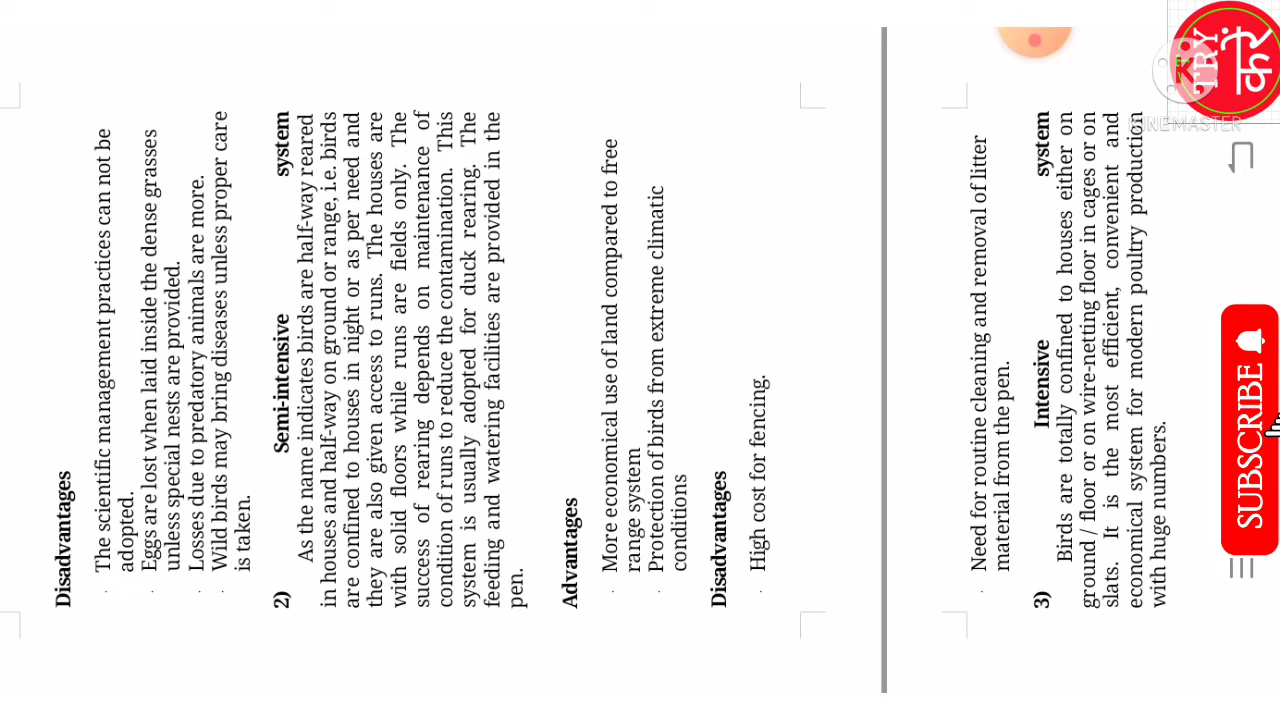 Disadvantages
· The scientific management practices can not be
adopted.
· Eggs are lost when laid inside the dense grasses
unless special nests are provided.
· Losses due to predatory animals are more.
· Wild birds may bring diseases unless proper care
is taken.
2) Semi-intensive system
As the name indicates birds are half-way reared
in houses and half-way on ground or range, i.e. birds
are confined to houses in night or as per need and
they are also given access to runs. The houses are
with solid floors while runs are fields only. The
success of rearing depends on maintenance of
condition of runs to reduce the contamination. This
system is usually adopted for duck rearing. The
feeding and watering facilities are provided in the
pen.
Advantages
· More economical use of land compared to free
range system
· Protection of birds from extreme climatic
conditions
Disadvantages
· High cost for fencing.
· Need for routine cleaning and removal of litter
material from the pen.
3) Intensive system
Birds are totally confined to houses either on
ground / floor or on wire-netting floor in cages or on
slats. It is the most efficient, convenient and
economical system for modern poultry production
with huge numbers.
TRY
करें
KINEMASTER
SUBSCRIBE